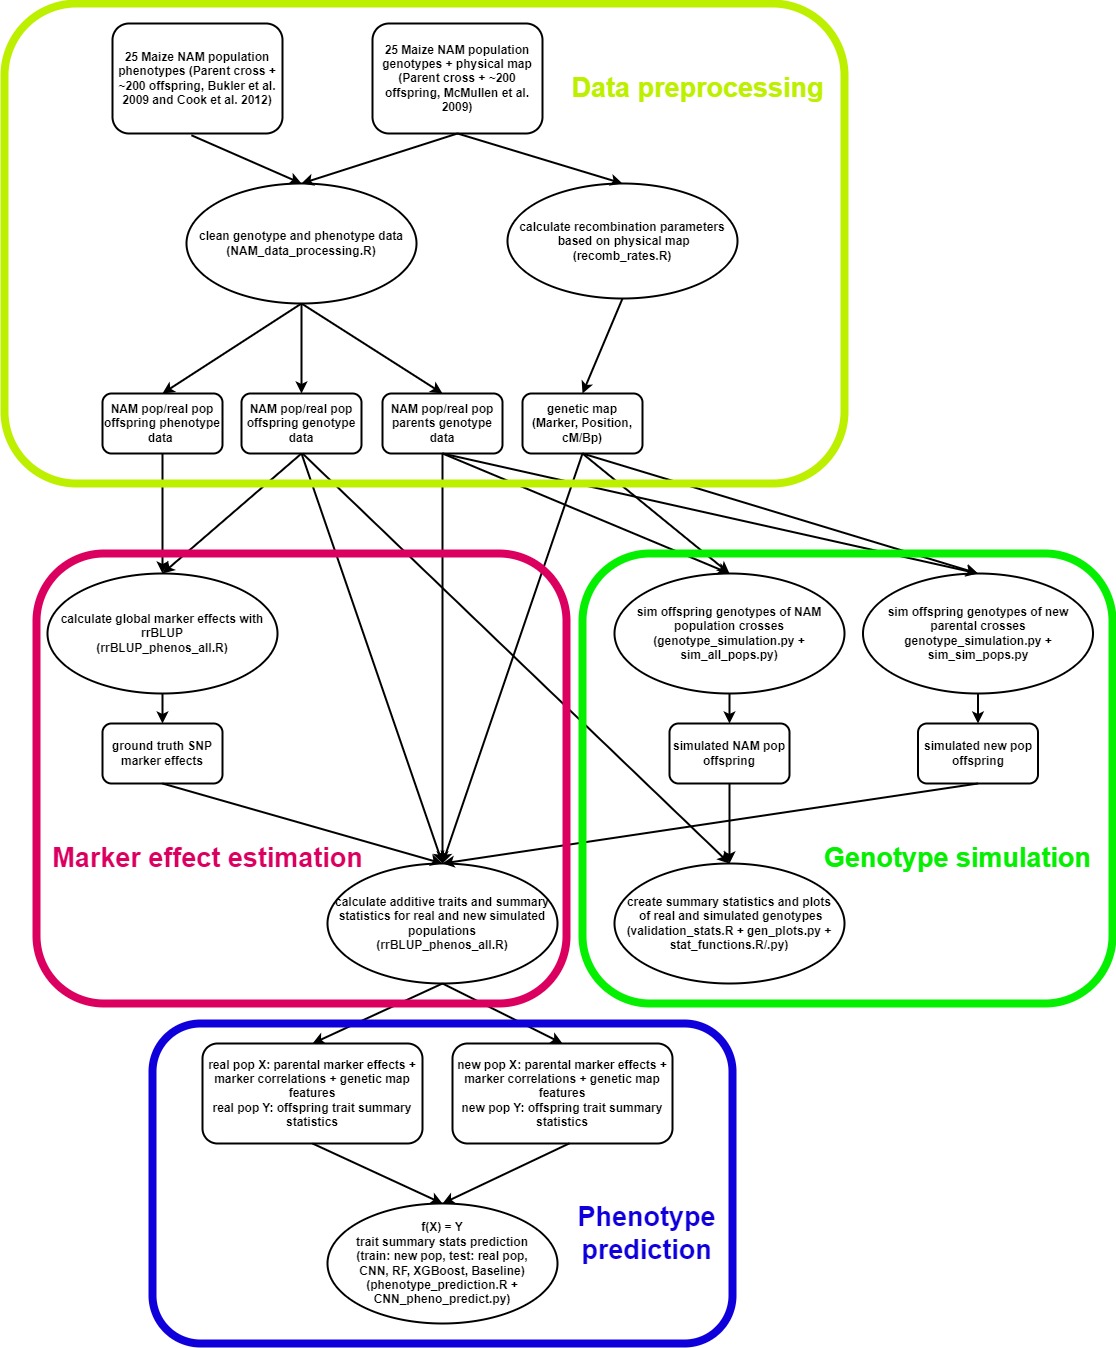 25 Maize NAM population
phenotypes (Parent cross +
~200 offspring, Bukler et al.
2009 and Cook et al. 2012)
25 Maize NAM population
genotypes + physical map
(Parent cross + ~200
offspring, McMullen et al.
2009)
Data preprocessing
clean genotype and phenotype data
(NAM_data_processing.R)
calculate recombination parameters
based on physical map
(recomb_rates.R)
NAM pop/real pop
offspring phenotype
data
NAM pop/real pop
offspring genotype
data
NAM pop/real pop
parents genotype
data
genetic map
(Marker, Position,
cM/Bp)
calculate global marker effects with
rrBLUP
(rrBLUP_phenos_all.R)
sim offspring genotypes of NAM
population crosses
(genotype_simulation.py +
sim_all_pops.py)
sim offspring genotypes of new
parental crosses
genotype_simulation.py +
sim_sim_pops.py
ground truth SNP
marker effects
simulated NAM pop
offspring
simulated new pop
offspring
Marker effect estimation
Genotype simulation
calculate additive traits and summary
statistics for real and new simulated
populations
(rrBLUP_phenos_all.R)
create summary statistics and plots
of real and simulated genotypes
(validation_stats.R + gen_plots.py +
stat_functions.R/.py)
real pop X: parental marker effects +
marker correlations + genetic map
features
real pop Y: offspring trait summary
statistics
new pop X: parental marker effects +
marker correlations + genetic map
features
new pop Y: offspring trait summary
statistics
Phenotype
prediction
f(X) = Y
trait summary stats prediction
(train: new pop, test: real pop,
CNN, RF, XGBoost, Baseline)
(phenotype_prediction.R +
CNN_pheno_predict.py)